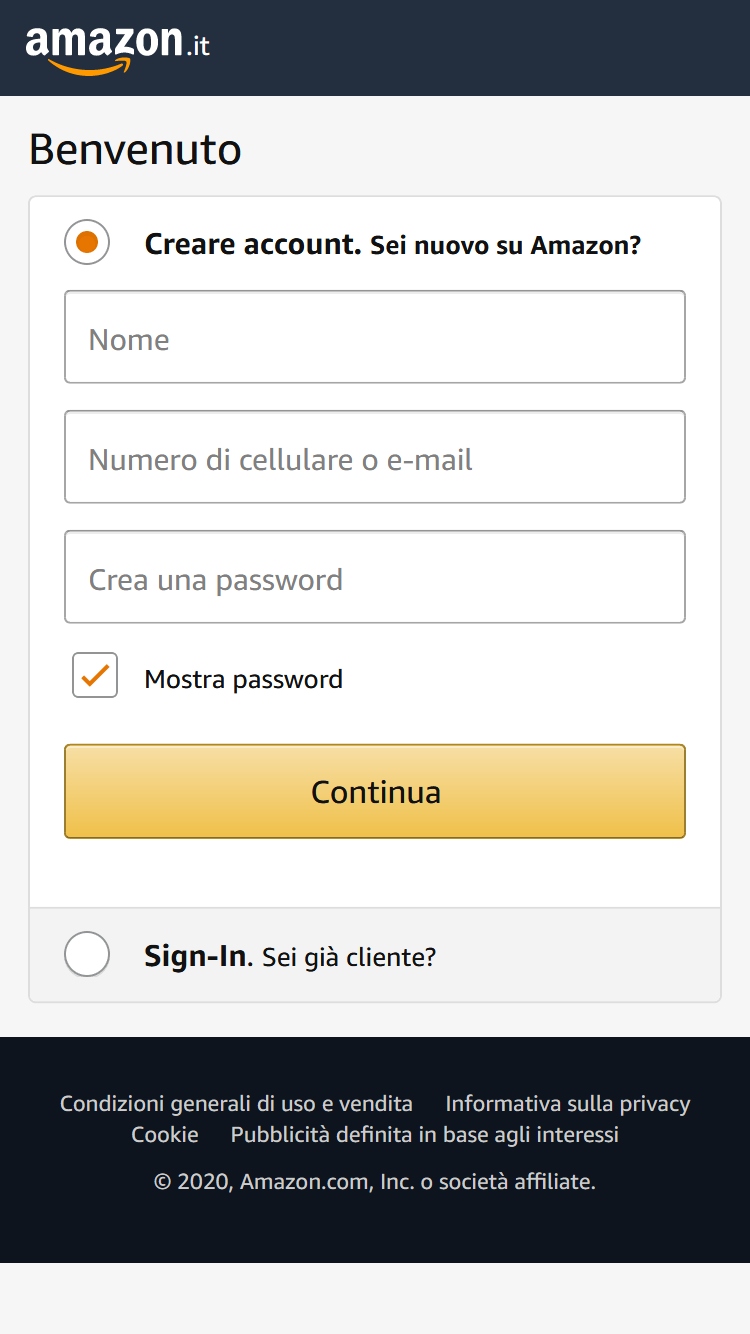 amazon.it
Benvenuto
Creare account. Sei nuovo su Amazon?
Nome
Numero di cellulare o e-mail
Crea una password
Mostra password
Continua
Sign-In. Sei già cliente?
Condizioni generali di uso e vendita Informativa sulla privacy
Cookie Pubblicità definita in base agli interessi
© 2020, Amazon.com, Inc. o società affiliate.